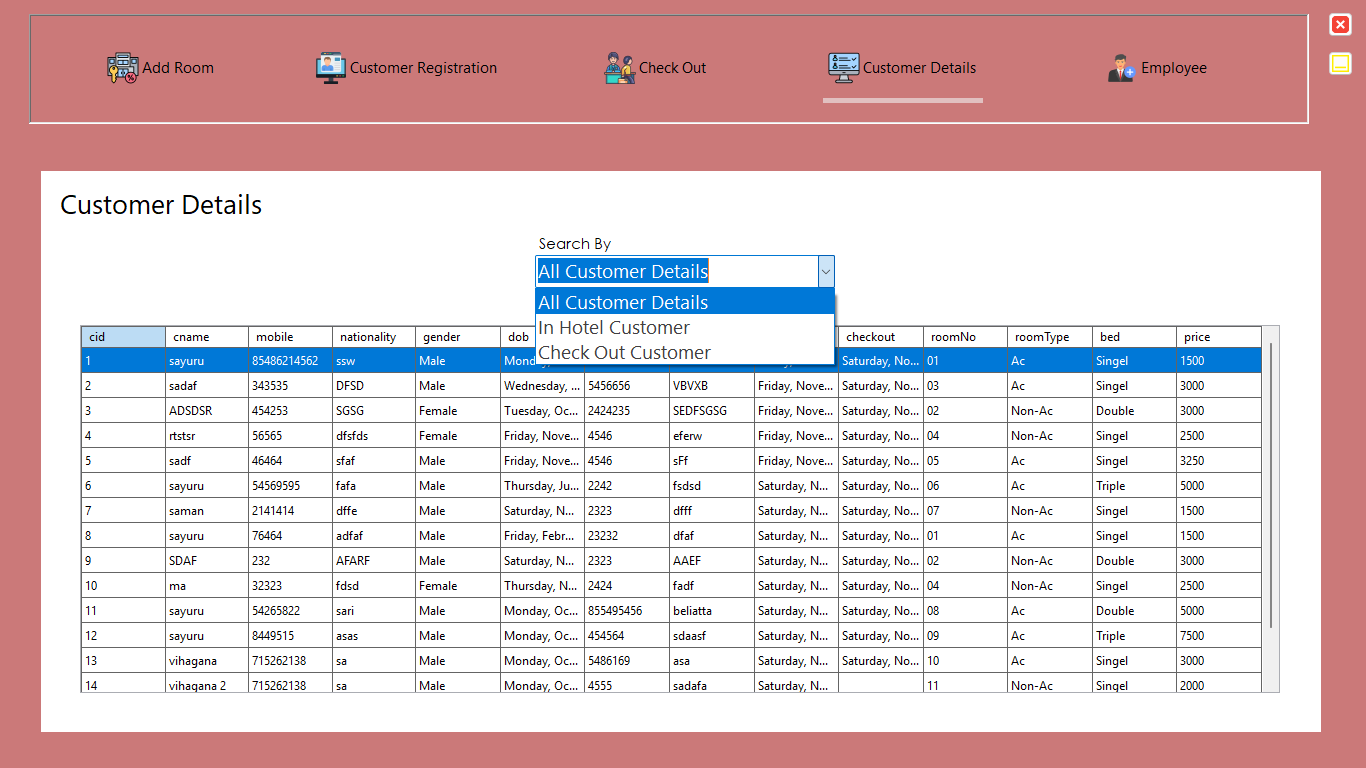 Add Room Customer Registration Check Out Customer Details Employee
Customer Details
Search By
All Customer Details
All Customer Details
In Hotel Customer
Check Out Customer
cid cname mobile nationality gender dob checkout roomNo roomType bed price
1 sayuru 85486214562 ssw Male Saturday, No... 01 Ac Singel 1500
2 sadaf 343535 DFSD Male Wednesday, ... 5456656 VBVXB Friday, Nove... Saturday, No... 03 Ac Singel 3000
3 ADSDSR 454253 SGSG Female Tuesday, Oc... 2424235 SEDFSGSG Friday, Nove... Saturday, No... 02 Non-Ac Double 3000
4 rtstsr 56565 dfsfds Female Friday, Nove... 4546 eferw Friday, Nove... Saturday, No... 04 Non-Ac Singel 2500
5 sadf 46464 sfaf Male Friday, Nove... 4546 sFf Friday, Nove... Saturday, No... 05 Ac Singel 3250
6 sayuru 54569595 fafa Male Thursday, Ju... 2242 fsdsd Saturday, N... Saturday, No... 06 Ac Triple 5000
7 saman 2141414 dffe Male Saturday, N... 2323 dfff Saturday, N... Saturday, No... 07 Non-Ac Singel 1500
8 sayuru 76464 adfaf Male Friday, Febr... 23232 dfaf Saturday, N... Saturday, No... 01 Ac Singel 1500
9 SDAF 232 AFARF Male Saturday, N... 2323 AAEF Saturday, N... Saturday, No... 02 Non-Ac Double 3000
10 ma 32323 fdsd Female Thursday, N... 2424 fadf Saturday, N... Saturday, No... 04 Non-Ac Singel 2500
11 sayuru 54265822 sari Male Monday, Oc... 855495456 beliatta Saturday, N... Saturday, No... 08 Ac Double 5000
12 sayuru 8449515 asas Male Monday, Oc... 454564 sdaasf Saturday, N... Saturday, No... 09 Ac Triple 7500
13 vihagana 715262138 sa Male Monday, Oc... 5486169 asa Saturday, N... Saturday, No... 10 Ac Singel 3000
14 vihagana 2 715262138 sa Male Monday, Oc... 4555 sadafa Saturday, N... 11 Non-Ac Singel 2000